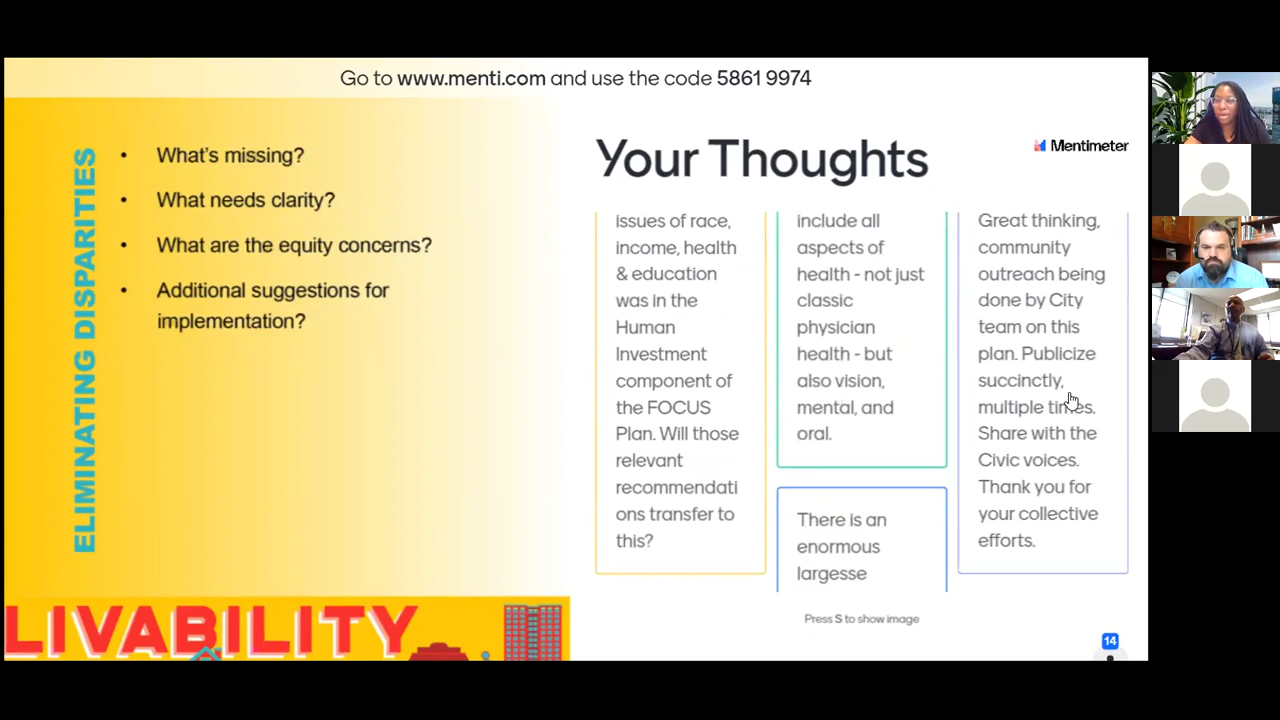 Go to www.menti.com and use the code 5861 9974
ELIMINATING DISPARITIES
• What's missing?
• What needs clarity?
• What are the equity concerns?
• Additional suggestions for
implementation?
LIVABILITY
Your Thoughts
Mentimeter
issues of race,
income, health
& education
was in the
Human
Investment
component of
the FOCUS
Plan. Will those
relevant
recommendati
ons transfer to
this?
include all
aspects of
health - not just
classic
physician
health - but
also vision,
mental, and
oral.
There is an
enormous
largesse
Great thinking,
community
outreach being
done by City
team on this
plan. Publicize
succinctly,
multiple times.
Share with the
Civic voices.
Thank you for
your collective
efforts.
Press S to show image
14